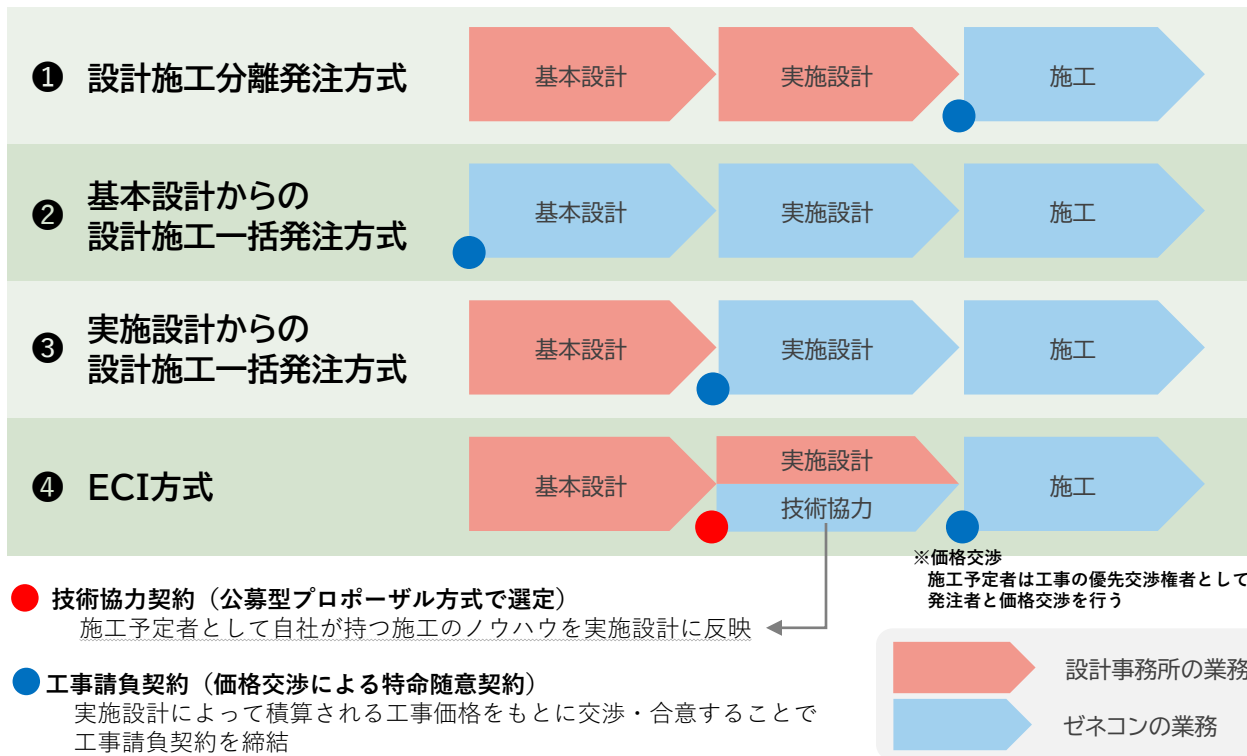 ❶ 設計施工分離発注方式
基本設計
実施設計
施工
❷ 基本設計からの
設計施工一括発注方式
基本設計
実施設計
施工
❸ 実施設計からの
設計施工一括発注方式
基本設計
実施設計
施工
❹ ECI方式
基本設計
実施設計
技術協力
施工
※価格交渉
施工予定者は工事の優先交渉権者として
発注者と価格交渉を行う
技術協力契約（公募型プロポーザル方式で選定）
施工予定者として自社が持つ施工のノウハウを実施設計に反映
工事請負契約（価格交渉による特命随意契約）
実施設計によって積算される工事価格をもとに交渉・合意することで
工事請負契約を締結
設計事務所の業務
ゼネコンの業務